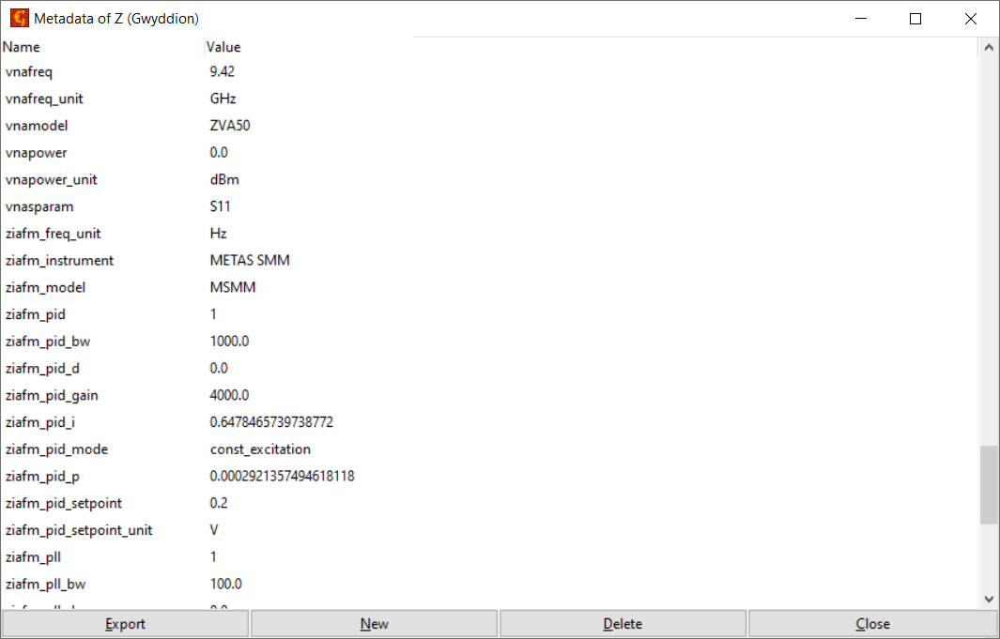 Metadata of Z (Gwyddion)
Name Value
vnafreq 9.42
vnafreq_unit GHz
vnamodel ZVA50
vnapower 0.0
vnapower_unit dBm
vnasparam S11
ziafm_freq_unit Hz
ziafm_instrument METAS SMM
ziafm_model MSMM
ziafm_pid 1
ziafm_pid_bw 1000.0
ziafm_pid_d 0.0
ziafm_pid_gain 4000.0
ziafm_pid_i 0.6478465739738772
ziafm_pid_mode const_excitation
ziafm_pid_p 0.0002921357494618118
ziafm_pid_setpoint 0.2
ziafm_pid_setpoint_unit V
ziafm_pll 1
ziafm_pll_bw 100.0
Export New Delete Close